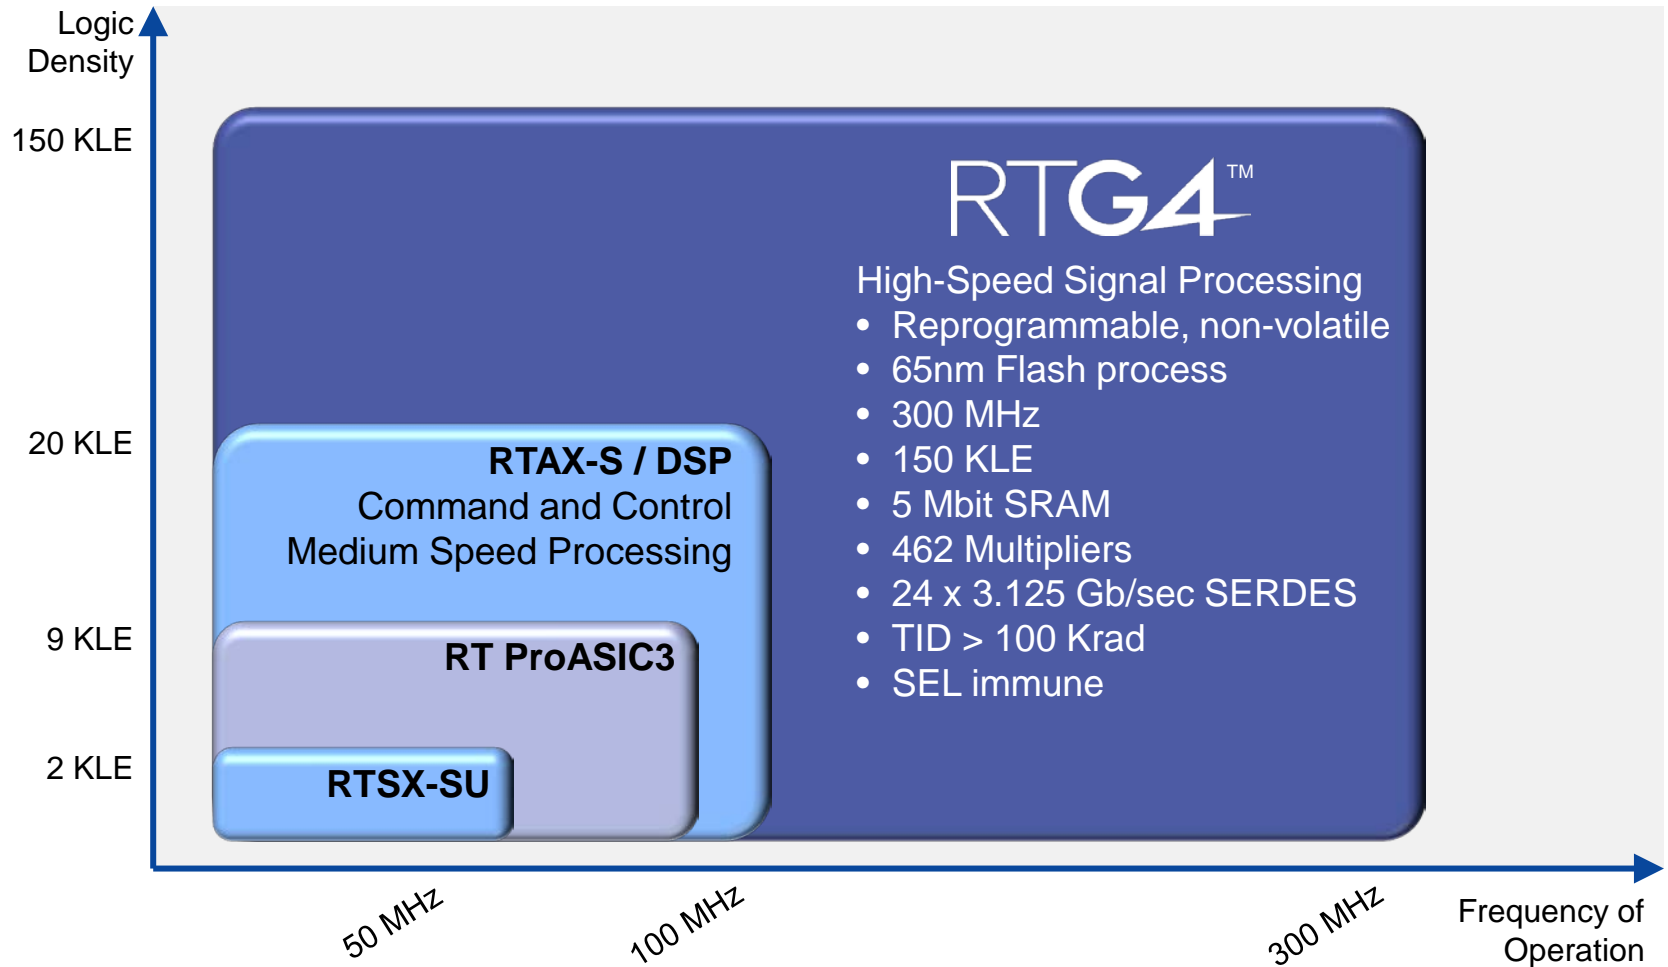 Logic
Density
150 KLE
20 KLE
9 KLE
2 KLE
RTG4™
High-Speed Signal Processing
• Reprogrammable, non-volatile
• 65nm Flash process
• 300 MHz
• 150 KLE
• 5 Mbit SRAM
• 462 Multipliers
• 24 x 3.125 Gb/sec SERDES
• TID > 100 Krad
• SEL immune
RTAX-S / DSP
Command and Control
Medium Speed Processing
RT ProASIC3
RTSX-SU
50 MHz
100 MHz
300 MHz
Frequency of
Operation